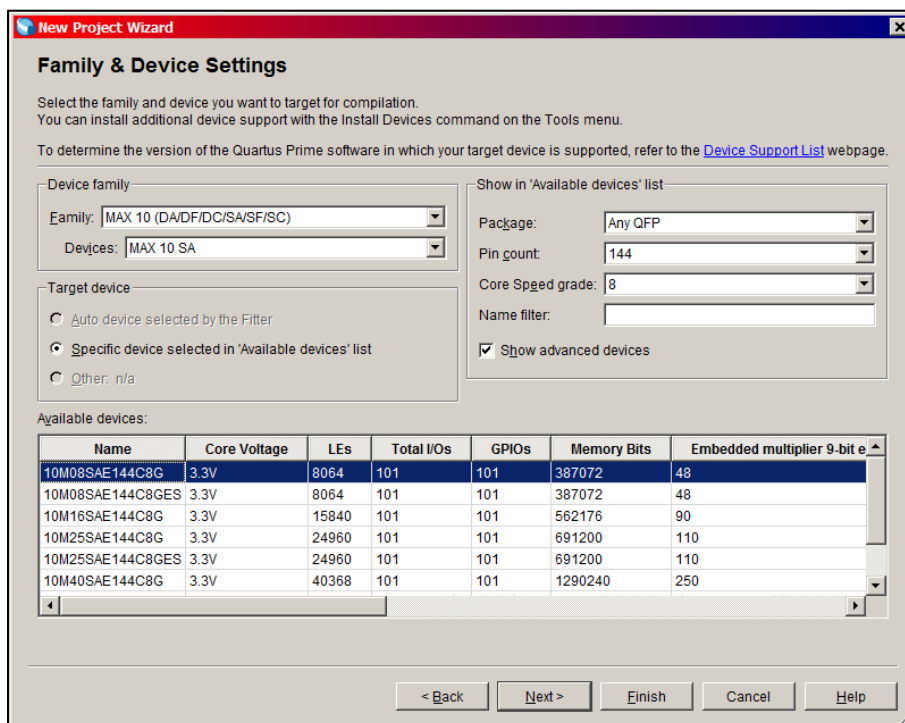 New Project Wizard
Family & Device Settings
Select the family and device you want to target for compilation.
You can install additional device support with the Install Devices command on the Tools menu.
To determine the version of the Quartus Prime software in which your target device is supported, refer to the Device Support List webpage.
Device family
Family: MAX 10 (DA/DF/DC/SA/SF/SC)
Devices: MAX 10 SA
Target device
Auto device selected by the Fitter
Specific device selected in 'Available devices' list
Other: n/a
Show in 'Available devices' list
Package: Any QFP
Pin count: 144
Core Speed grade: 8
Name filter:
Show advanced devices
Available devices:
Name Core Voltage LEs Total I/Os GPIOs Memory Bits Embedded multiplier 9-bit e
10M08SAE144C8G 3.3V 8064 101 101 387072 48
10M08SAE144C8GES 3.3V 8064 101 101 387072 48
10M16SAE144C8G 3.3V 15840 101 101 562176 90
10M25SAE144C8G 3.3V 24960 101 101 691200 110
10M25SAE144C8GES 3.3V 24960 101 101 691200 110
10M40SAE144C8G 3.3V 40368 101 101 1290240 250
< Back Next > Finish Cancel Help